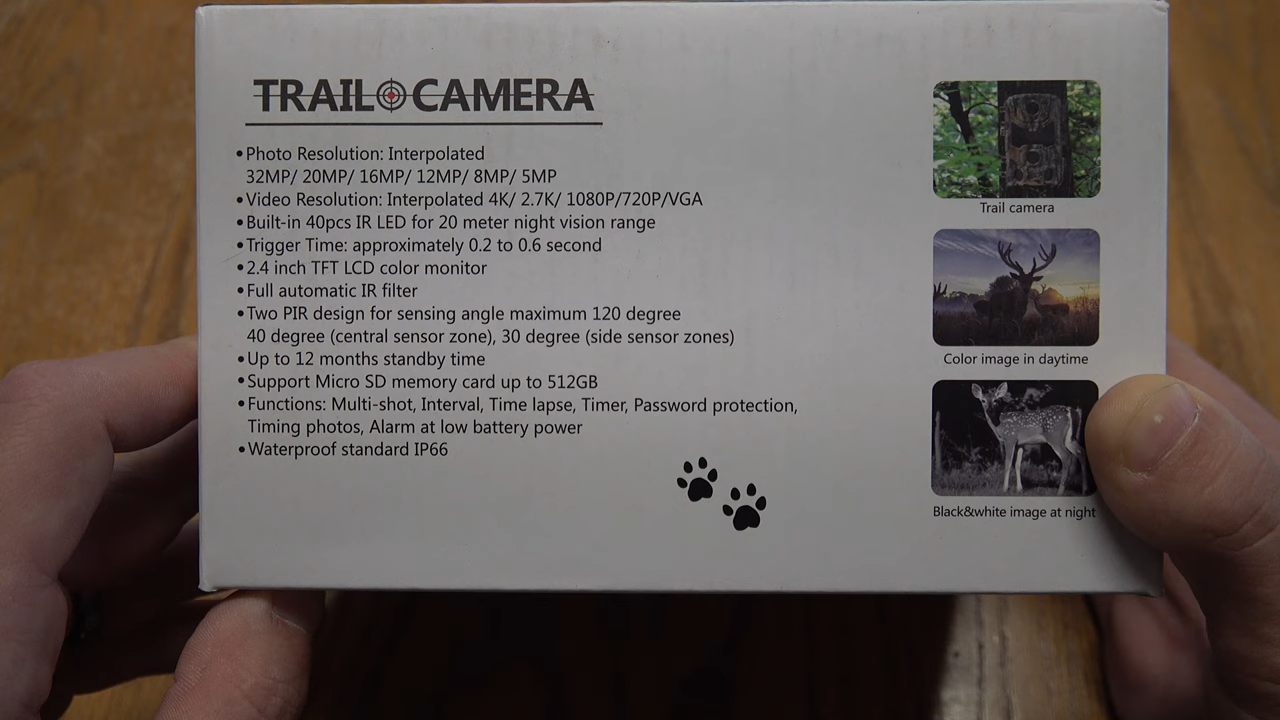 TRAIL CAMERA
•Photo Resolution: Interpolated
32MP/ 20MP/ 16MP/ 12MP/ 8MP/ 5MP
•Video Resolution: Interpolated 4K/ 2.7K/ 1080P/720P/VGA
•Built-in 40pcs IR LED for 20 meter night vision range
•Trigger Time: approximately 0.2 to 0.6 second
•2.4 inch TFT LCD color monitor
•Full automatic IR filter
•Two PIR design for sensing angle maximum 120 degree
40 degree (central sensor zone), 30 degree (side sensor zones)
•Up to 12 months standby time
•Support Micro SD memory card up to 512GB
•Functions: Multi-shot, Interval, Time lapse, Timer, Password protection,
Timing photos, Alarm at low battery power
•Waterproof standard IP66
Trail camera
Color image in daytime
Black&white image at night